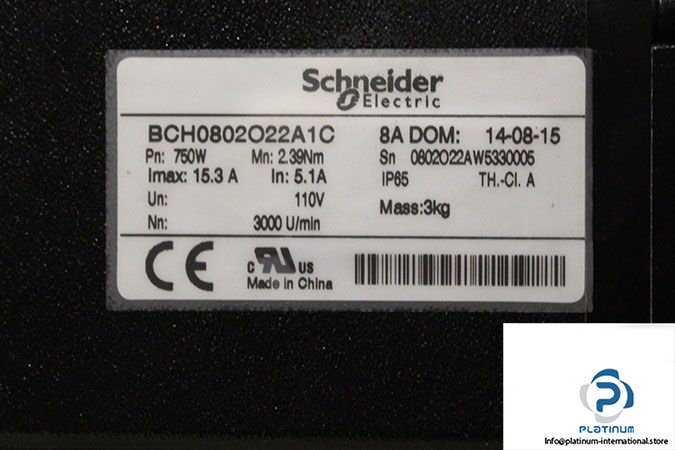 Schneider
Electric
BCH0802O22A1C 8A DOM: 14-08-15
Pn: 750W Mn: 2.39Nm Sn 0802O22AW5330005
Imax: 15.3 A In: 5.1A IP65 TH.-Cl. A
Un: 110V Mass:3kg
Nn: 3000 U/min
CE c RU US
Made in China
PLATINUM
Info@platinum-international.store